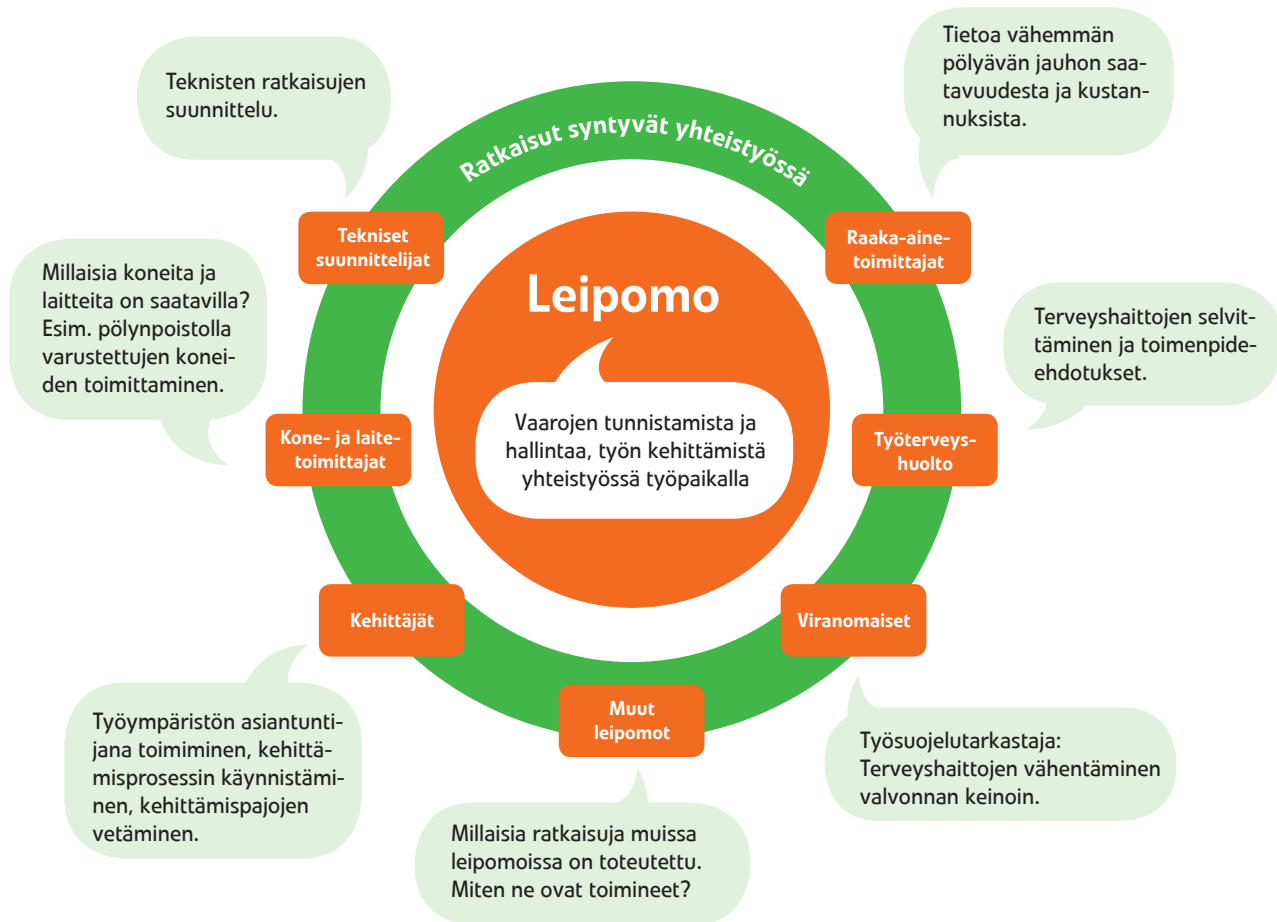 Ratkaisut syntyvät yhteistyössä
Leipomo
Vaarojen tunnistamista ja
hallintaa, työn kehittämistä
yhteistyössä työpaikalla
Teknisten ratkaisujen
suunnittelu.
Tekniset
suunnittelijat
Tietoa vähemmän
pölyävän jauhon saa-
tavuudesta ja kustan-
nuksista.
Raaka-aine-
toimittajat
Millaisia koneita ja
laitteita on saatavilla?
Esim. pölynpoistolla
varustettujen konei-
den toimittaminen.
Kone- ja laite-
toimittajat
Terveyshaittojen selvit-
täminen ja toimenpide-
ehdotukset.
Työterveys-
huolto
Kehittäjät
Työympäristön asiantunti-
jana toimiminen, kehittä-
misprosessin käynnistämi-
nen, kehittämispajojen
vetäminen.
Viranomaiset
Työsuojelutarkastaja:
Terveyshaittojen vähentäminen
valvonnan keinoin.
Muut
leipomot
Millaisia ratkaisuja muissa
leipomoissa on toteutettu.
Miten ne ovat toimineet?